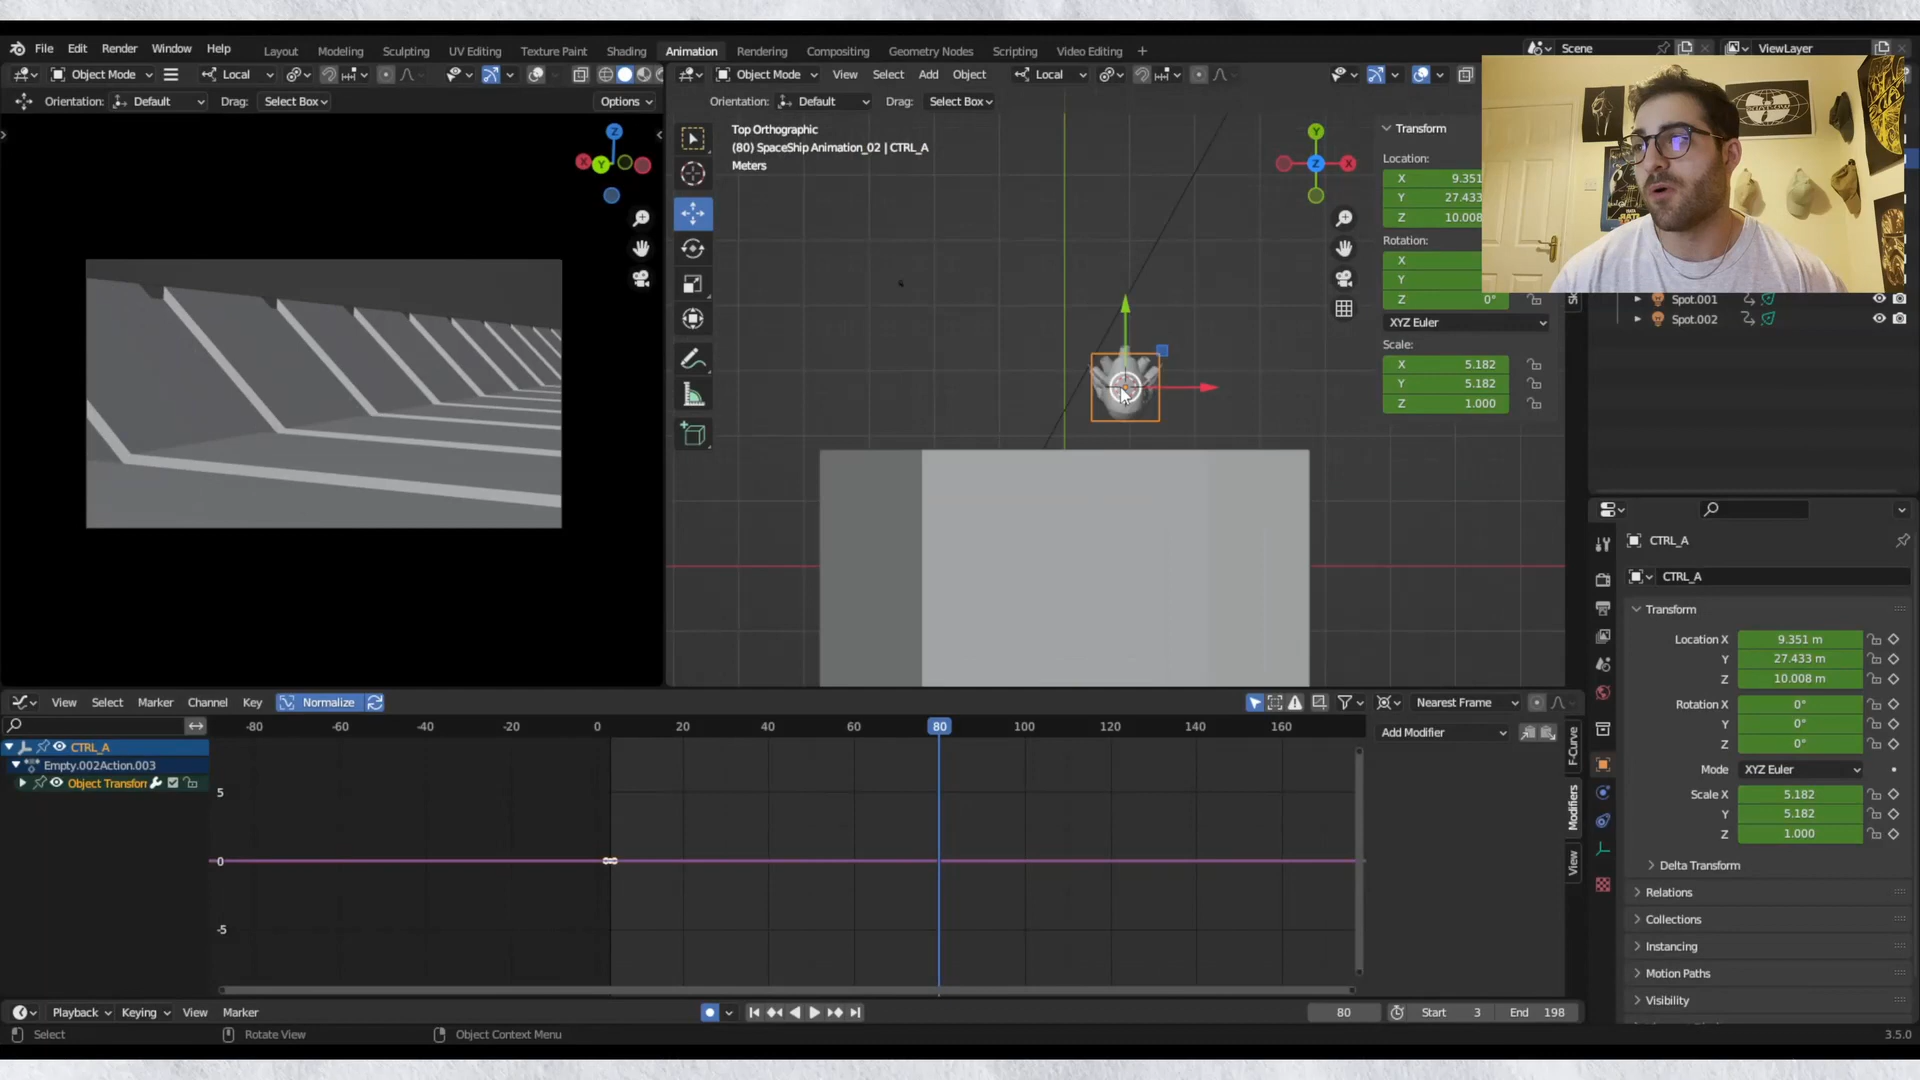 File Edit Render Window Help
Layout Modeling Sculpting UV Editing Texture Paint Shading Animation Rendering Compositing Geometry Nodes Scripting Video Editing +
Scene
ViewLayer
Object Mode
Local
Object Mode View Select Add Object
Local
Orientation: Default Drag: Select Box
Options
Orientation: Default Drag: Select Box
Top Orthographic
(80) SpaceShip Animation_02 | CTRL_A
Meters
Z
X
Y
Y
X
Z
Transform
Location:
X 9.351
Y 27.433
Z 10.008
Rotation:
X
Y
Z 0°
XYZ Euler
Scale:
X 5.182
Y 5.182
Z 1.000
Spot.001
Spot.002
CTRL_A
CTRL_A
Transform
Location X 9.351 m
Y 27.433 m
Z 10.008 m
Rotation X 0°
Y 0°
Z 0°
Mode XYZ Euler
Scale X 5.182
Y 5.182
Z 1.000
Delta Transform
Relations
Collections
Instancing
Motion Paths
Visibility
View Select Marker Channel Key Normalize
Nearest Frame
-80 -60 -40 -20 0 20 40 60 80 100 120 140 160
CTRL_A
Empty.002Action.003
Object Transforn
5
0
-5
Add Modifier
F-Curve
Modifiers
View
Playback Keying View Marker
80
Start 3
End 198
Select
Rotate View
Object Context Menu
3.5.0